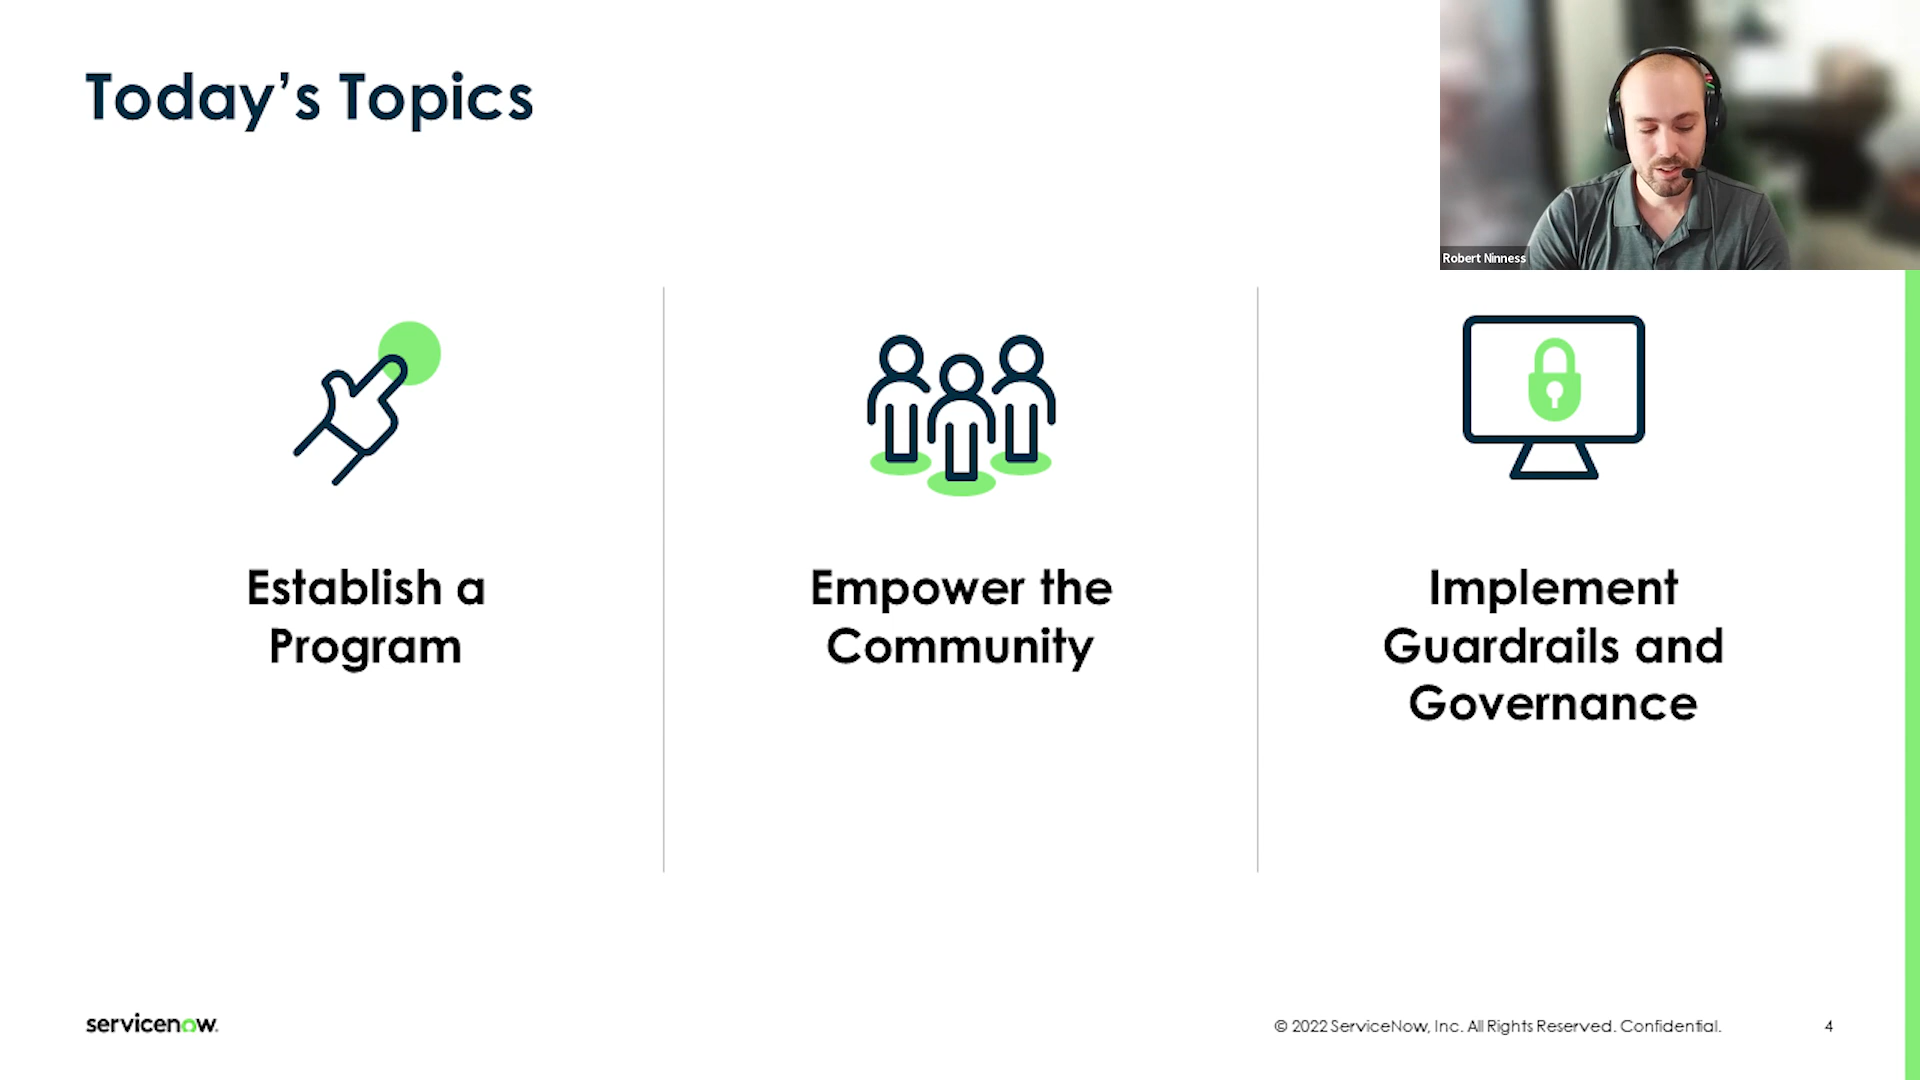 Today’s Topics
Robert Ninness
Establish a
Program
Empower the
Community
Implement
Guardrails and
Governance
servicenow.
© 2022 ServiceNow, Inc. All Rights Reserved. Confidential.
4